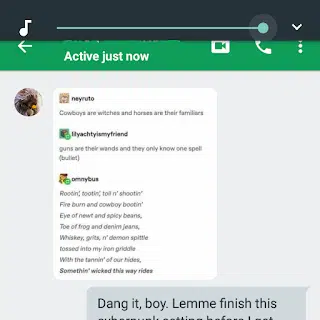 Active just now
neyruto
Cowboys are witches and horses are their familiars
lilyachtyismyfriend
guns are their wands and they only know one spell
(bullet)
omnybus
Rootin', tootin', toil n' shootin'
Fire burn and cowboy bootin'
Eye of newt and spicy beans,
Toe of frog and denim jeans,
Whiskey, grits, n' demon spittle
tossed into my iron griddle
With the tannin' of our hides,
Somethin' wicked this way rides
Dang it, boy. Lemme finish this